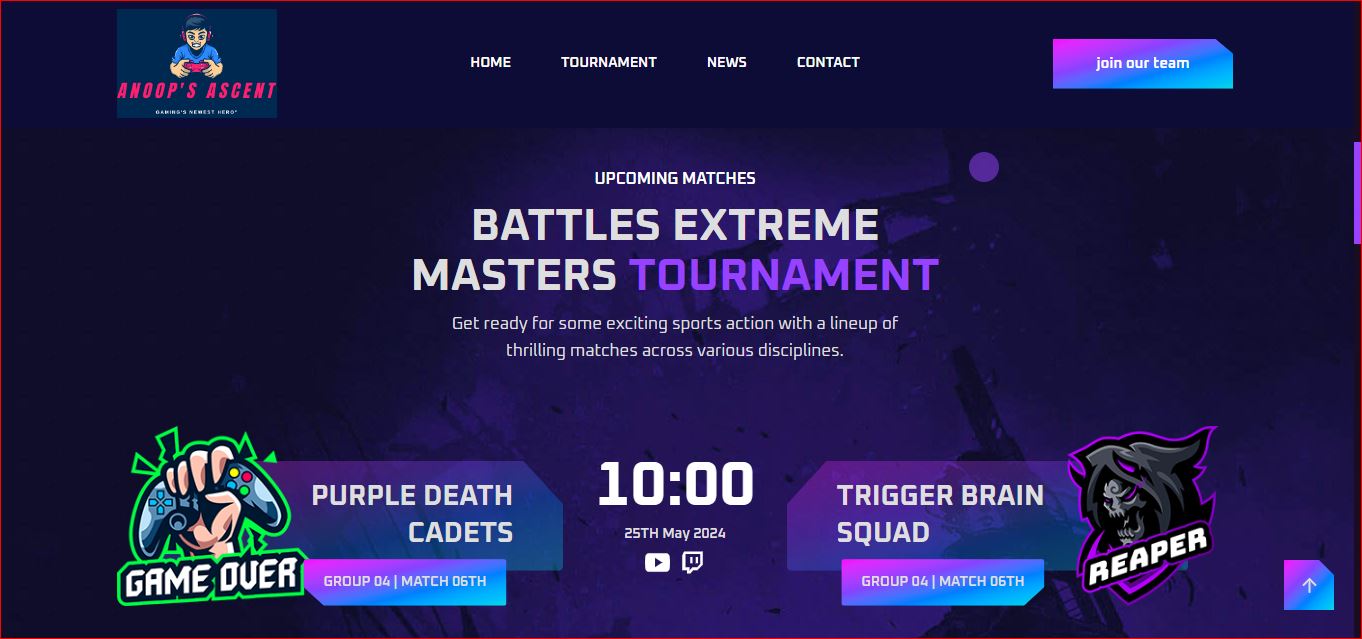 ANOOP'S ASCENT
GAMING'S NEWEST HERO"
HOME
TOURNAMENT
NEWS
CONTACT
join our team
UPCOMING MATCHES
BATTLES EXTREME
MASTERS TOURNAMENT
Get ready for some exciting sports action with a lineup of
thrilling matches across various disciplines.
GAME OVER
PURPLE DEATH
CADETS
GROUP 04 | MATCH 06TH
10:00
25TH May 2024
TRIGGER BRAIN
SQUAD
GROUP 04 | MATCH 06TH
REAPER